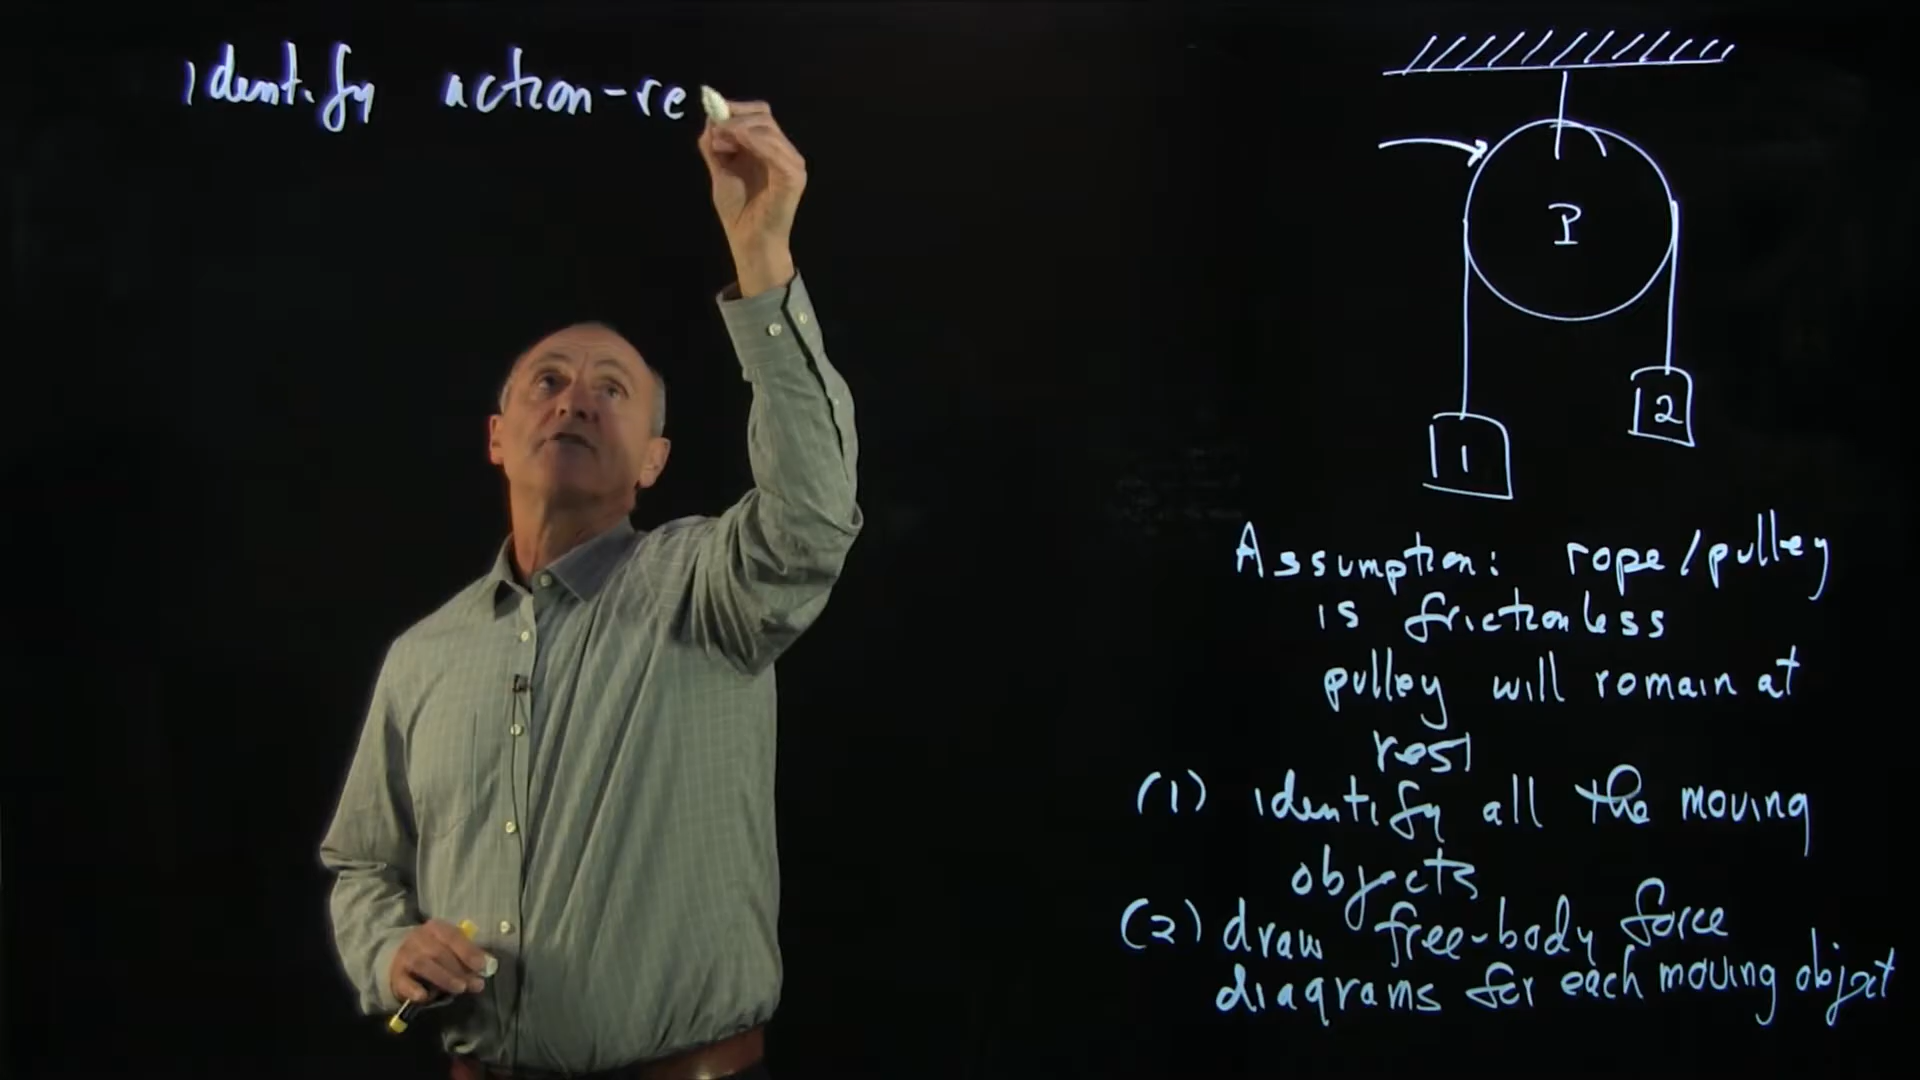 Identify action-re
P
1
2
Assumption: rope/pulley
is frictionless
pulley will romain at
rest
(1) identify all the moving
objects
(2) draw free-body force
diagrams for each moving object